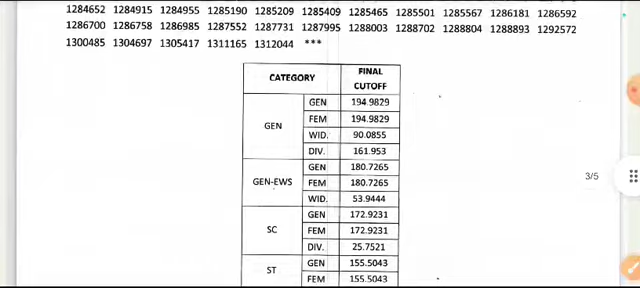 1284652 1284915 1284955 1285190 1285209 1285409 1285465 1285501 1285567 1286181 1286592
1286700 1286758 1286985 1287552 1287731 1287995 1288003 1288702 1288804 1288893 1292572
1300485 1304697 1305417 1311165 1312044 ***
CATEGORY FINAL CUTOFF
GEN GEN 194.9829
FEM 194.9829
WID. 90.0855
DIV. 161.953
GEN-EWS GEN 180.7265
FEM 180.7265
WID. 53.9444
SC GEN 172.9231
FEM 172.9231
DIV. 25.7521
ST GEN 155.5043
FEM 155.5043
3/5